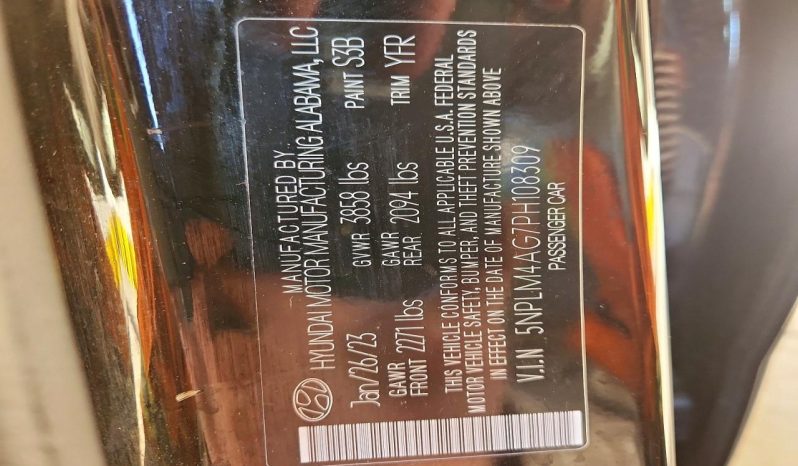 MANUFACTURED BY
HYUNDAI MOTOR MANUFACTURING ALABAMA, LLC
Jan/26/23 GVWR 3858 lbs PAINT S3B
GAWR FRONT 2271 lbs GAWR REAR 2094 lbs TRIM YFR
THIS VEHICLE CONFORMS TO ALL APPLICABLE U.S.A. FEDERAL
MOTOR VEHICLE SAFETY, BUMPER, AND THEFT PREVENTION STANDARDS
IN EFFECT ON THE DATE OF MANUFACTURE SHOWN ABOVE
V.I.N 5NPLM4AG7PH108309
PASSENGER CAR